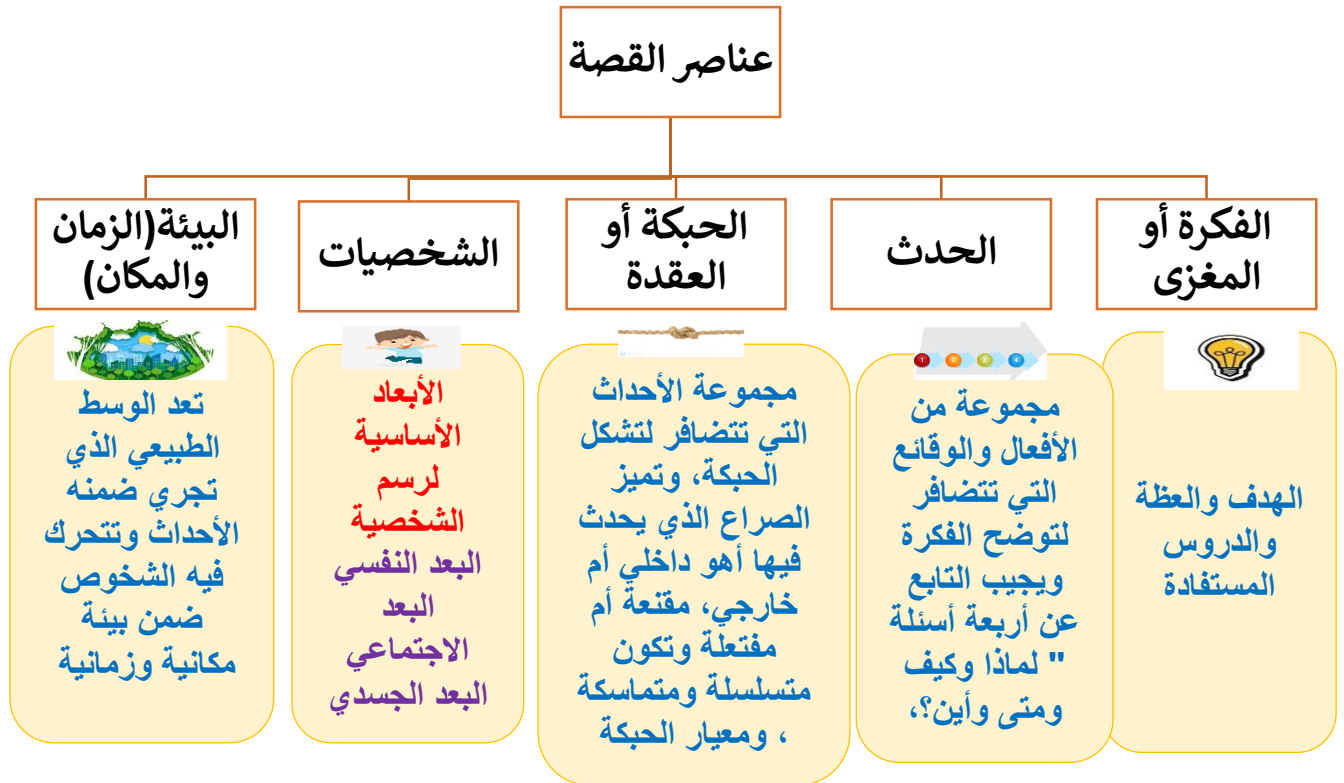 عناصر القصة
الفكرة أو
المغزى
الهدف والعظة
والدروس
المستفادة
الحدث
1 2 3 4
مجموعة من
الأفعال والوقائع
التي تتضافر
لتوضح الفكرة
ويجيب التابع
عن أربعة أسئلة
" لماذا وكيف
ومتى وأين؟،
الحبكة أو
العقدة
مجموعة الأحداث
التي تتضافر لتشكل
الحبكة، وتميز
الصراع الذي يحدث
فيها أهو داخلي أم
خارجي، مقنعة أم
مفتعلة وتكون
متسلسلة ومتماسكة
، ومعيار الحبكة
الشخصيات
الأبعاد
الأساسية
لرسم
الشخصية
البعد النفسي
البعد
الاجتماعي
البعد الجسدي
البيئة(الزمان
والمكان)
تعد الوسط
الطبيعي الذي
تجري ضمنه
الأحداث وتتحرك
فيه الشخوص
ضمن بيئة
مكانية وزمانية